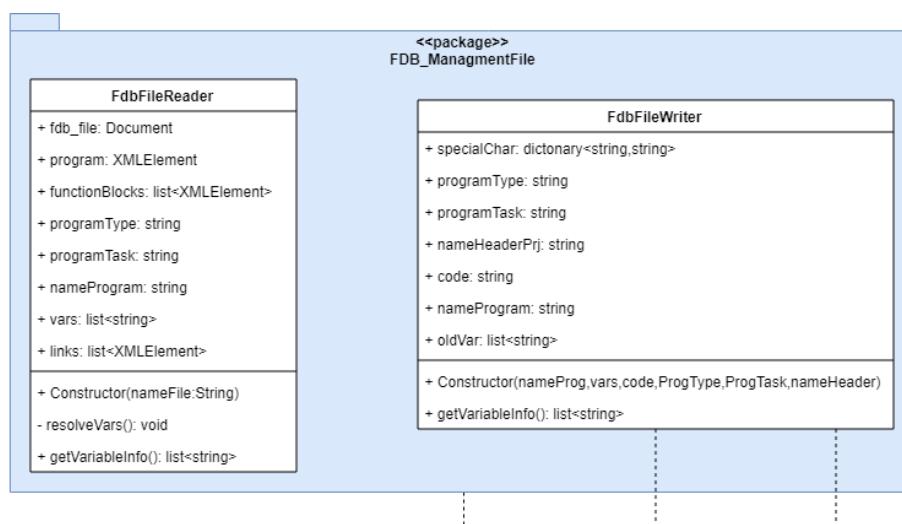 <<package>>
FDB_ManagmentFile
FdbFileReader
+ fdb_file: Document
+ program: XMLElement
+ functionBlocks: list<XMLElement>
+ programType: string
+ programTask: string
+ nameProgram: string
+ vars: list<string>
+ links: list<XMLElement>
+ Constructor(nameFile:String)
- resolveVars(): void
+ getVariableInfo(): list<string>
FdbFileWriter
+ specialChar: dictonary<string,string>
+ programType: string
+ programTask: string
+ nameHeaderPrj: string
+ code: string
+ nameProgram: string
+ oldVar: list<string>
+ Constructor(nameProg,vars,code,ProgType,ProgTask,nameHeader)
+ getVariableInfo(): list<string>